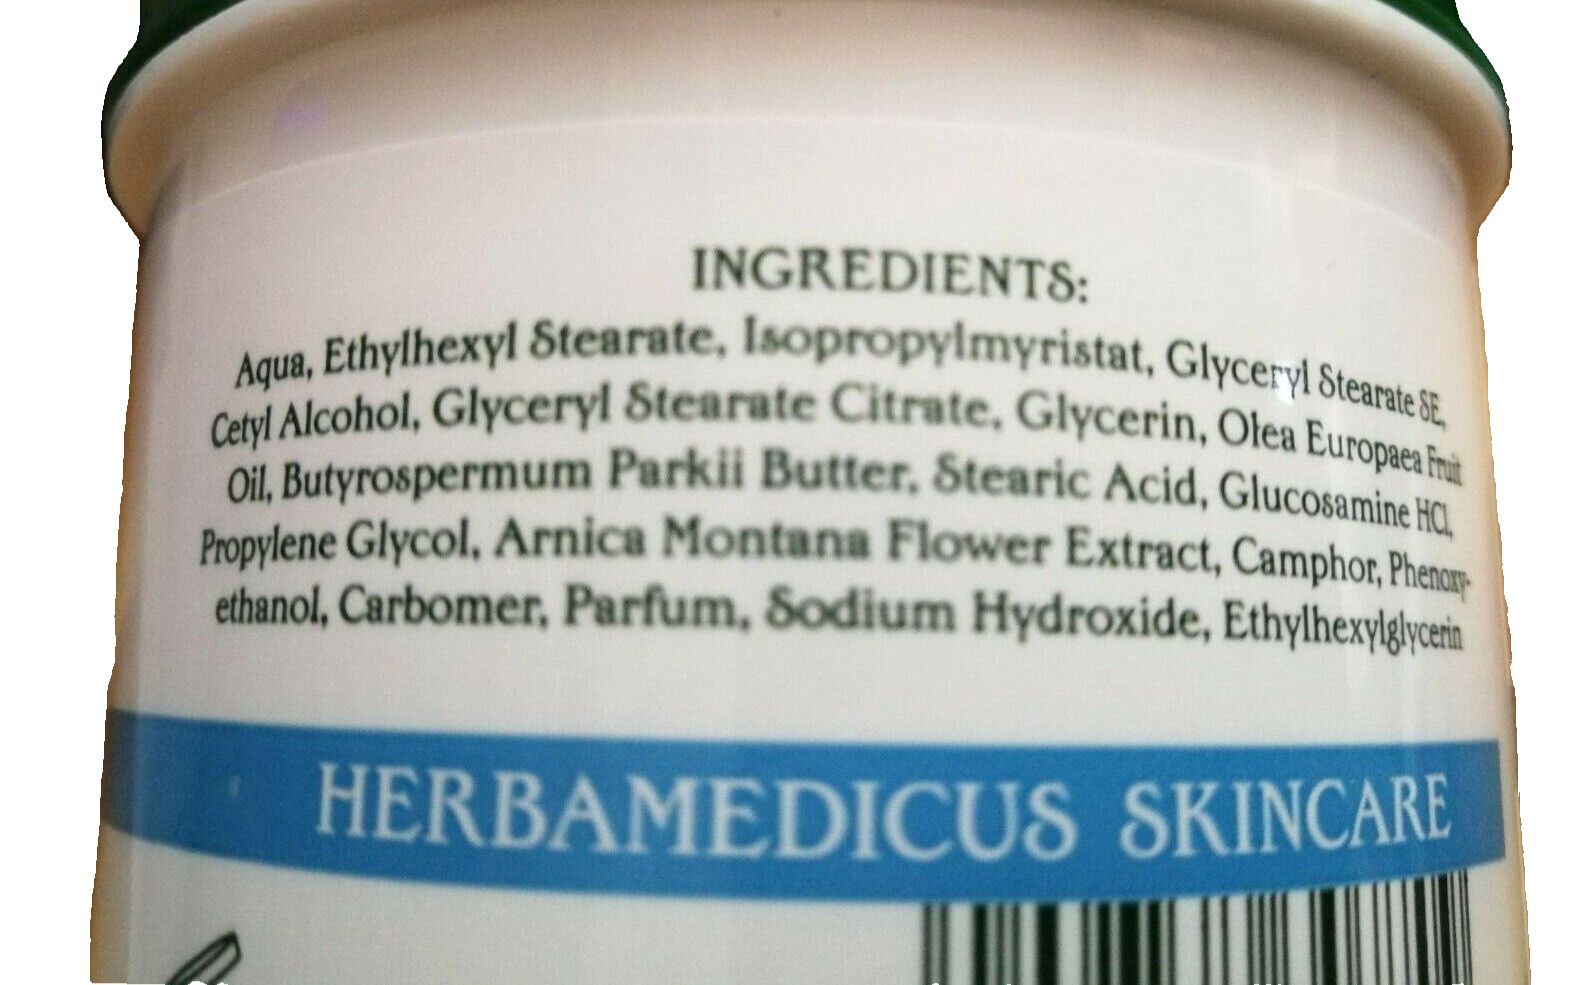 INGREDIENTS:
Aqua, Ethylhexyl Stearate, Isopropylmyristat, Glyceryl Stearate SE,
Cetyl Alcohol, Glyceryl Stearate Citrate, Glycerin, Olea Europaea Fruit
Oil, Butyrospermum Parkii Butter, Stearic Acid, Glucosamine HCl,
Propylene Glycol, Arnica Montana Flower Extract, Camphor, Phenoxy-
ethanol, Carbomer, Parfum, Sodium Hydroxide, Ethylhexylglycerin
HERBAMEDICUS SKINCARE